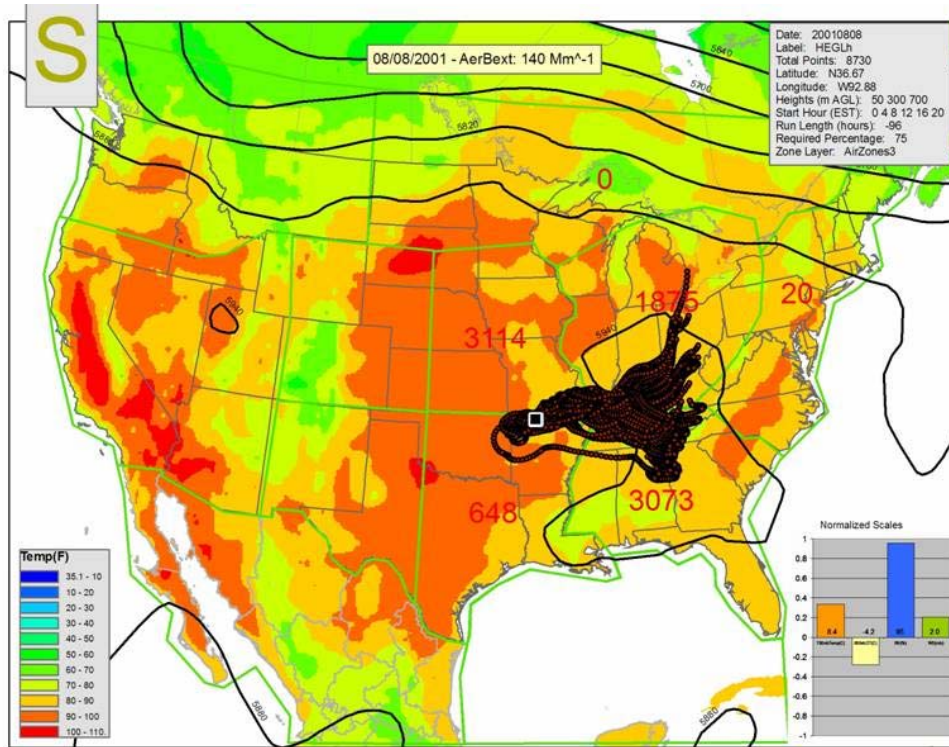 S
08/08/2001 - AerBext: 140 Mm^-1
Date: 20010808
Label: HEGLh
Total Points: 8730
Latitude: N36.67
Longitude: W92.88
Heights (m AGL): 50 300 700
Start Hour (EST): 0 4 8 12 16 20
Run Length (hours): -96
Required Percentage: 75
Zone Layer: AirZones3
5640
5700
5820
5880
0
5940
1875
20
5940
3114
648
3073
5880
5880
Temp(F)
35.1 - 10
10 - 20
20 - 30
30 - 40
40 - 50
50 - 60
60 - 70
70 - 80
80 - 90
90 - 100
100 - 110.
Normalized Scales
1
0.8
0.6
0.4
0.2
0
-0.2
-0.4
-0.6
-0.8
-1
8.4
-4.2
2.0